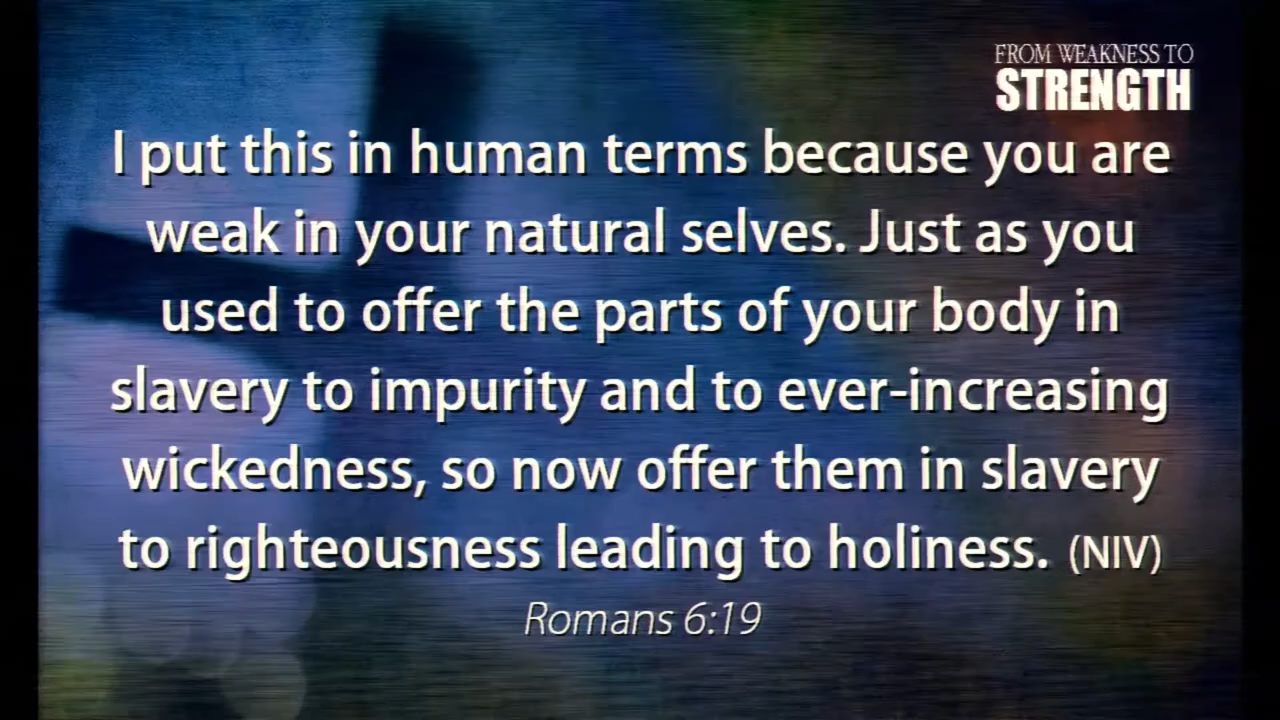 FROM WEAKNESS TO
STRENGTH
I put this in human terms because you are
weak in your natural selves. Just as you
used to offer the parts of your body in
slavery to impurity and to ever-increasing
wickedness, so now offer them in slavery
to righteousness leading to holiness. (NIV)
Romans 6:19